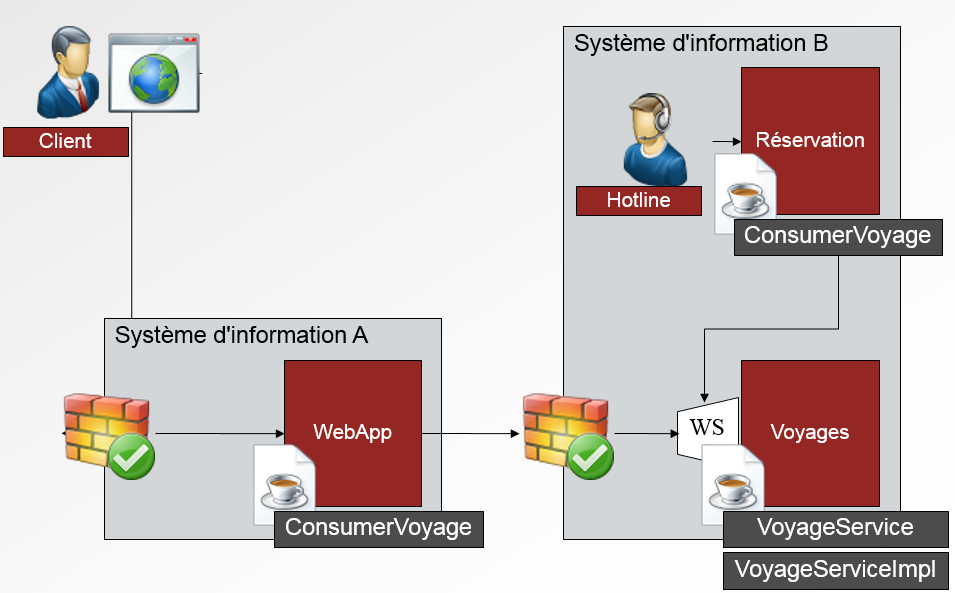 Système d'information B
Client
Réservation
Hotline
ConsumerVoyage
Système d'information A
WebApp
WS
Voyages
ConsumerVoyage
VoyageService
VoyageServiceImpl